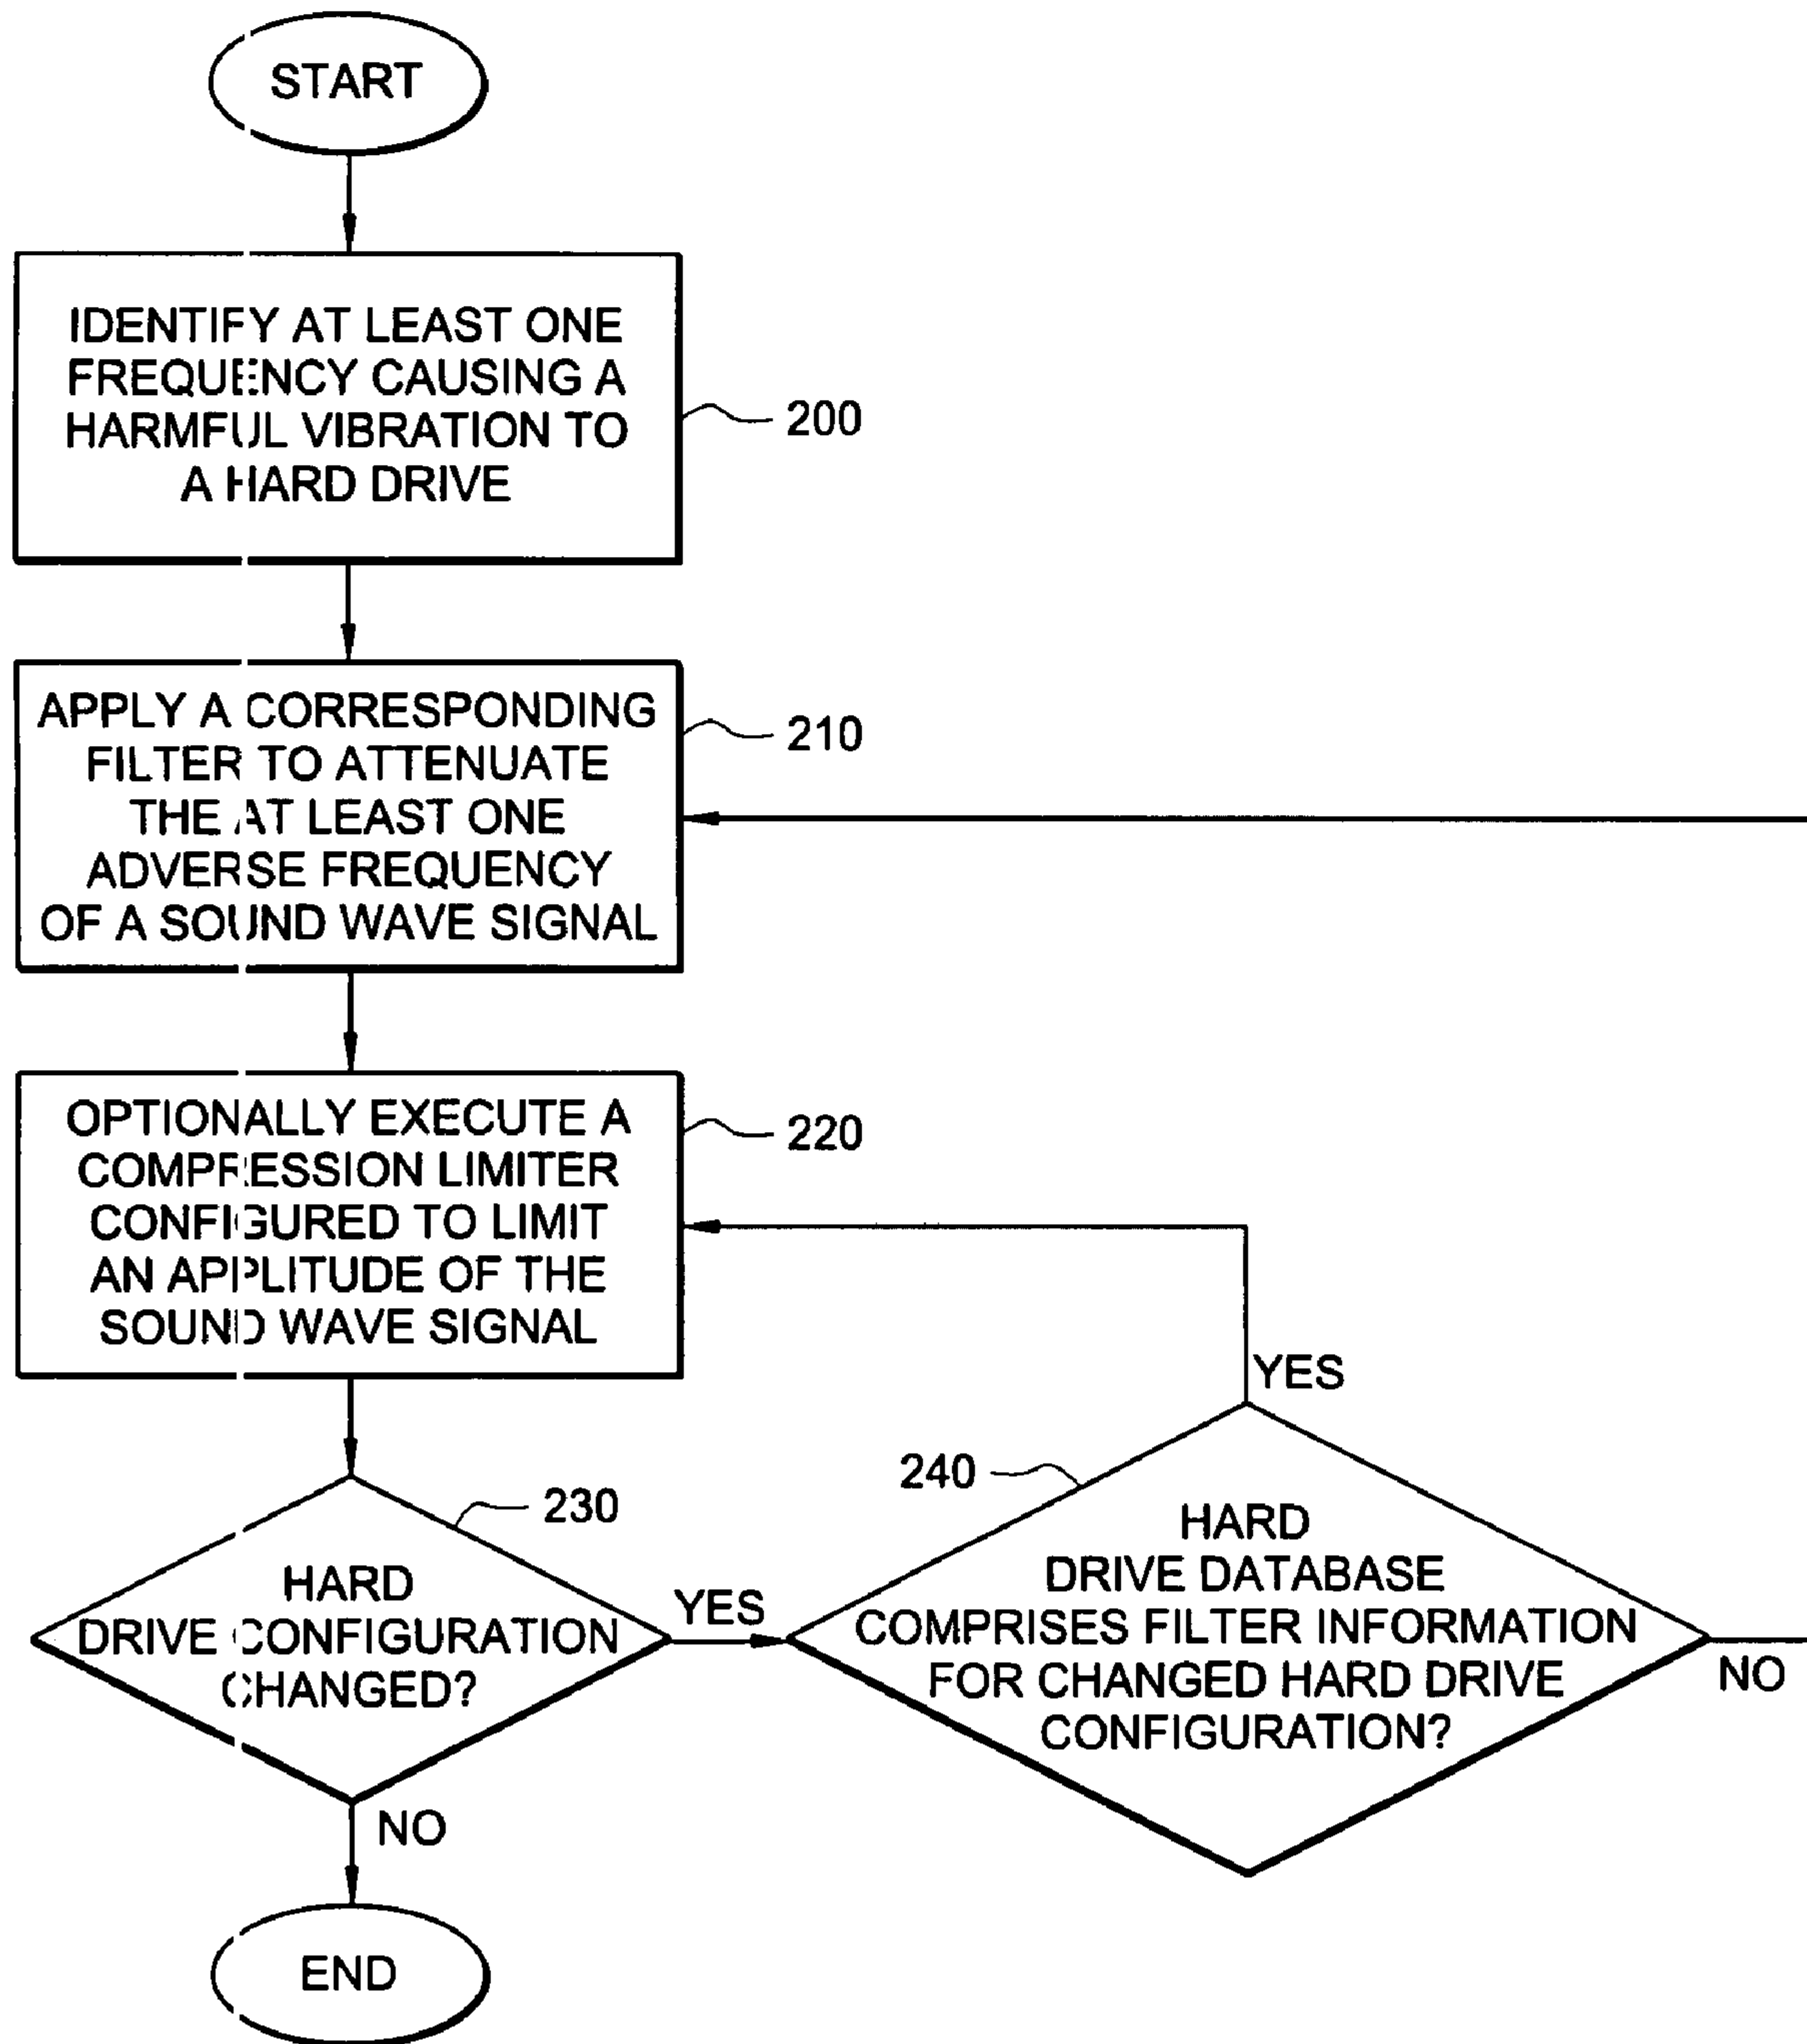 START
IDENTIFY AT LEAST ONE
FREQUENCY CAUSING A
HARMFUL VIBRATION TO
A HARD DRIVE
200
APPLY A CORRESPONDING
FILTER TO ATTENUATE
THE AT LEAST ONE
ADVERSE FREQUENCY
OF A SOUND WAVE SIGNAL
210
OPTIONALLY EXECUTE A
COMPRESSION LIMITER
CONFIGURED TO LIMIT
AN APPLITUDE OF THE
SOUND WAVE SIGNAL
220
YES
240
230
HARD
DRIVE CONFIGURATION
CHANGED?
YES
HARD
DRIVE DATABASE
COMPRISES FILTER INFORMATION
FOR CHANGED HARD DRIVE
CONFIGURATION?
NO
NO
END